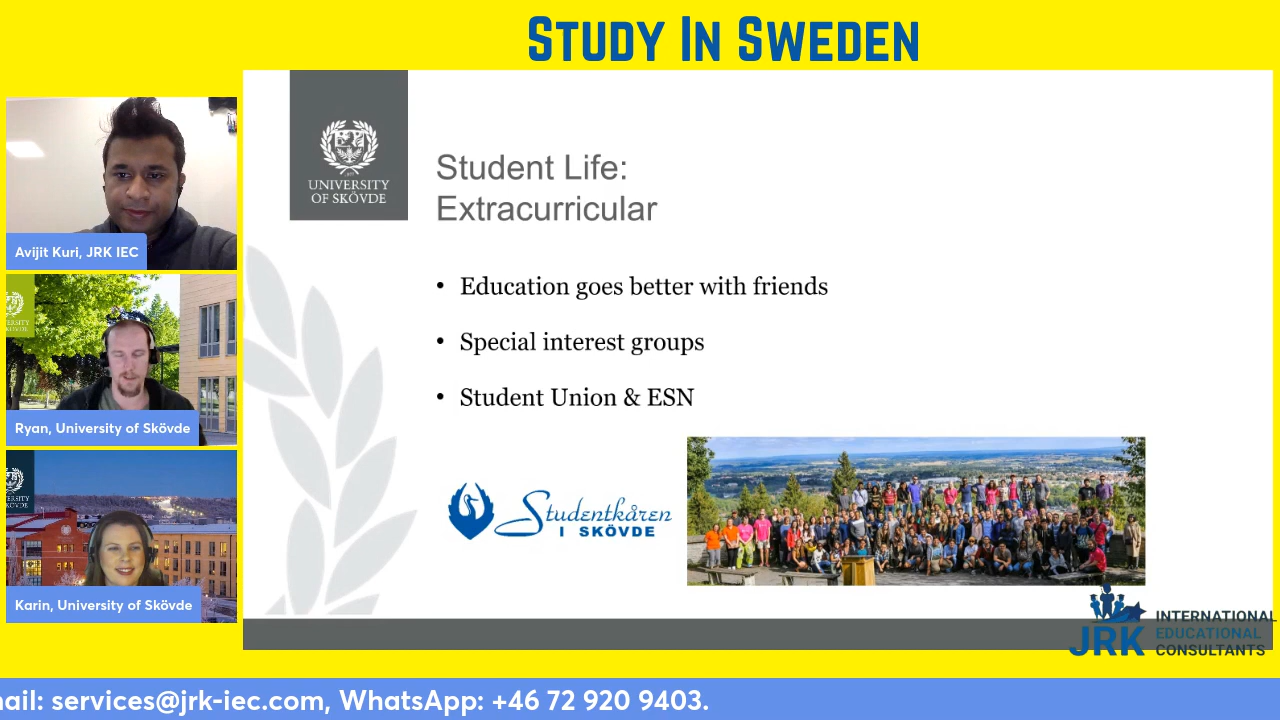 STUDY IN SWEDEN
UNIVERSITY
OF SKÖVDE
Student Life:
Extracurricular
• Education goes better with friends
• Special interest groups
• Student Union & ESN
Studentkåren
I SKÖVDE
Avijit Kuri, JRK IEC
Ryan, University of Skövde
Karin, University of Skövde
JRK
INTERNATIONAL
EDUCATIONAL
CONSULTANTS
services@jrk-iec.com, WhatsApp: +46 72 920 9403.